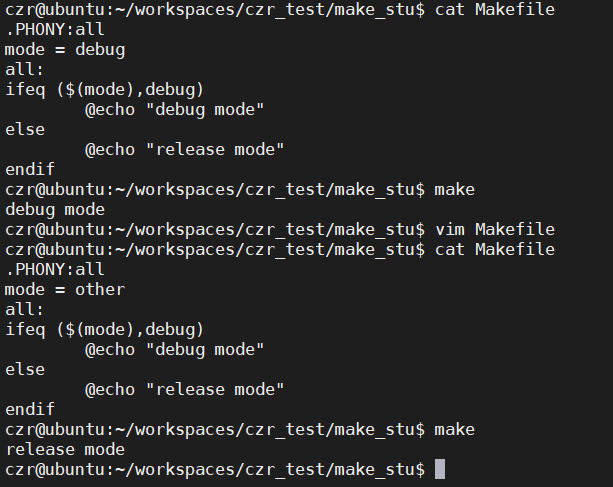 czr@ubuntu:~/workspaces/czr_test/make_stu$ cat Makefile
.PHONY:all
mode = debug
all:
ifeq ($(mode),debug)
        @echo "debug mode"
else
        @echo "release mode"
endif
czr@ubuntu:~/workspaces/czr_test/make_stu$ make
debug mode
czr@ubuntu:~/workspaces/czr_test/make_stu$ vim Makefile
czr@ubuntu:~/workspaces/czr_test/make_stu$ cat Makefile
.PHONY:all
mode = other
all:
ifeq ($(mode),debug)
        @echo "debug mode"
else
        @echo "release mode"
endif
czr@ubuntu:~/workspaces/czr_test/make_stu$ make
release mode
czr@ubuntu:~/workspaces/czr_test/make_stu$